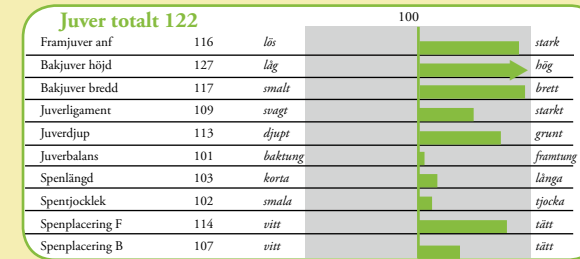 Juver totalt 122 100
Framjuver anf 116 lös stark
Bakjuver höjd 127 låg hög
Bakjuver bredd 117 smalt brett
Juverligament 109 svagt starkt
Juverdjup 113 djupt grunt
Juverbalans 101 baktung framtung
Spenlängd 103 korta långa
Spentjocklek 102 smala tjocka
Spenplacering F 114 vitt tätt
Spenplacering B 107 vitt tätt